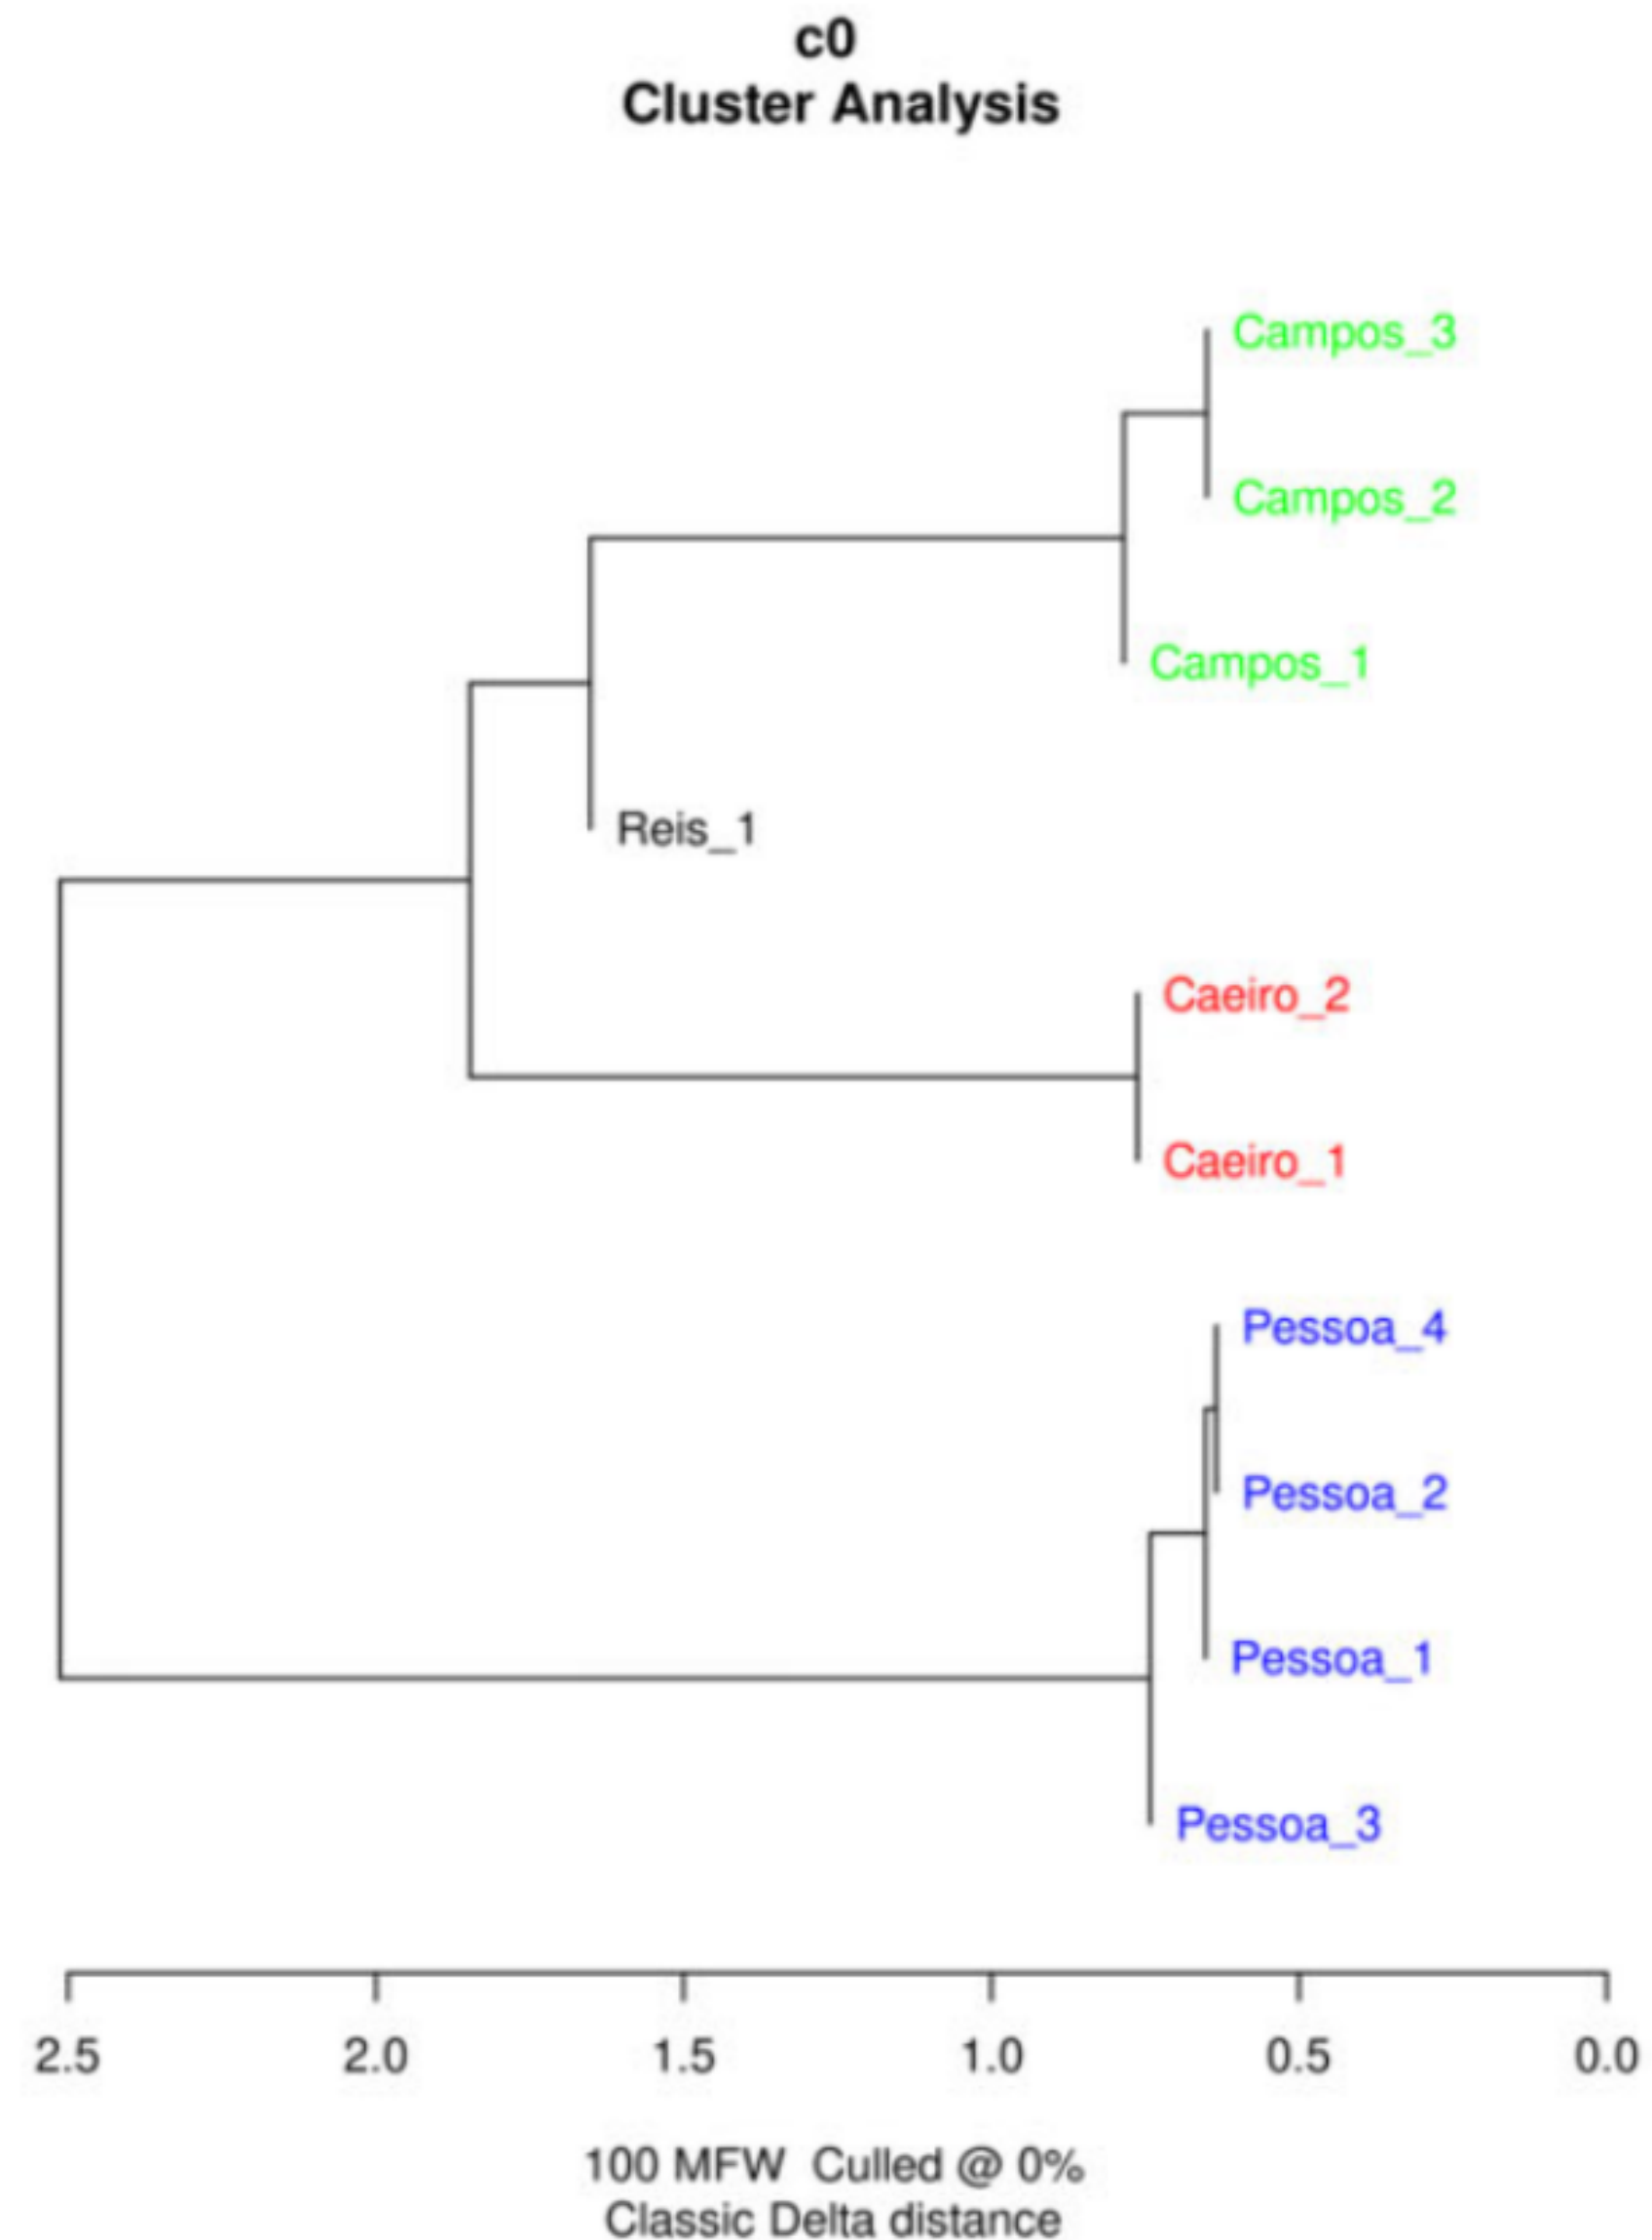 c0
Cluster Analysis
Campos_3
Campos_2
Campos_1
Reis_1
Caeiro_2
Caeiro_1
Pessoa_4
Pessoa_2
Pessoa_1
Pessoa_3
2.5 2.0 1.5 1.0 0.5 0.0
100 MFW Culled @ 0%
Classic Delta distance